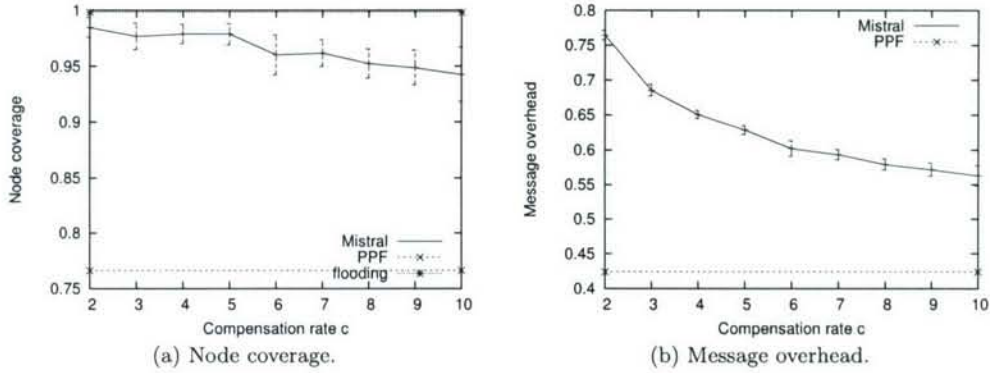 1
0.95
0.9
0.85
0.8
0.75
Node coverage
Mistral
PPF
flooding
2 3 4 5 6 7 8 9 10
Compensation rate c
(a) Node coverage.
0.8
0.75
0.7
0.65
0.6
0.55
0.5
0.45
0.4
Message overhead
Mistral
PPF
2 3 4 5 6 7 8 9 10
Compensation rate c
(b) Message overhead.